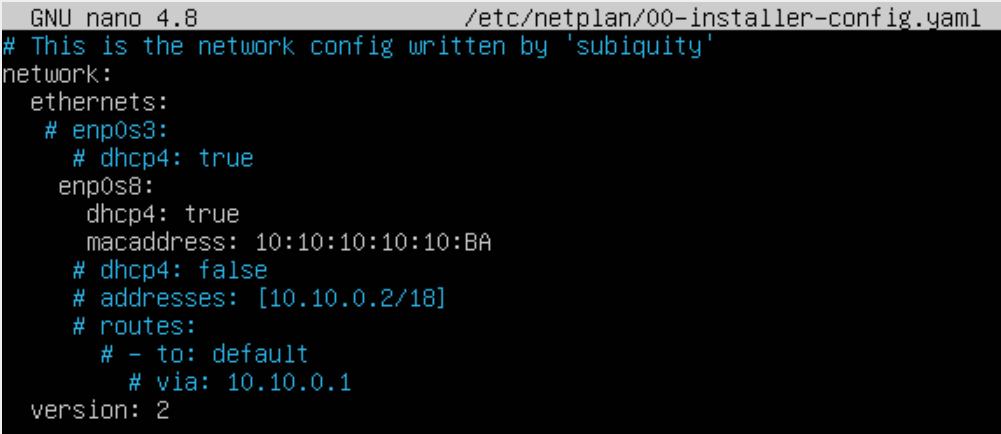 GNU nano 4.8 /etc/netplan/00-installer-config.yaml
# This is the network config written by 'subiquity'
network:
  ethernets:
   # enp0s3:
     # dhcp4: true
    enp0s8:
      dhcp4: true
      macaddress: 10:10:10:10:10:BA
     # dhcp4: false
     # addresses: [10.10.0.2/18]
     # routes:
       # - to: default
         # via: 10.10.0.1
  version: 2